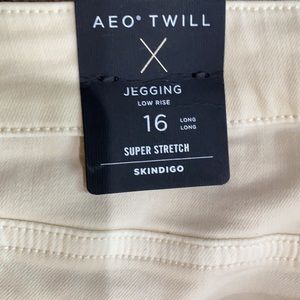 AEO® TWILL
JEGGING
LOW RISE
16 LONG
LONG
SUPER STRETCH
SKINDIGO